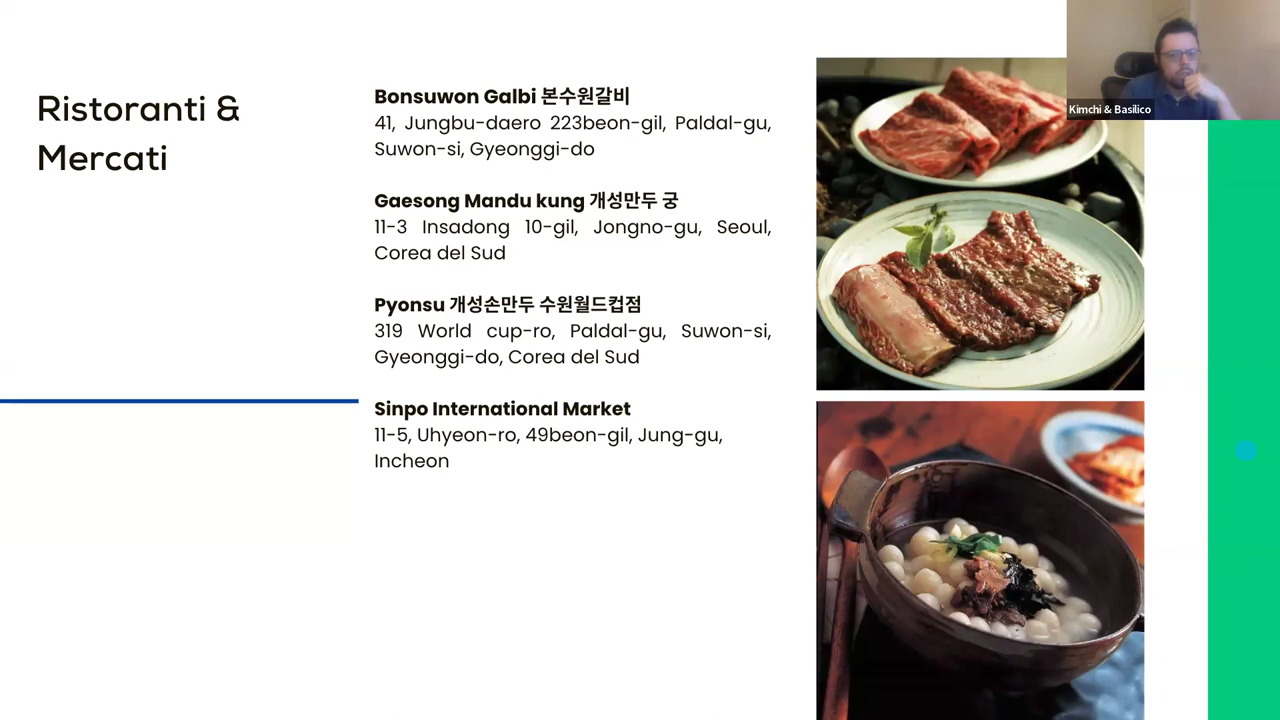 Ristoranti &
Mercati
Bonsuwon Galbi 본수원갈비
41, Jungbu-daero 223beon-gil, Paldal-gu,
Suwon-si, Gyeonggi-do
Gaesong Mandu kung 개성만두 궁
11-3 Insadong 10-gil, Jongno-gu, Seoul,
Corea del Sud
Pyonsu 개성손만두 수원월드컵점
319 World cup-ro, Paldal-gu, Suwon-si,
Gyeonggi-do, Corea del Sud
Sinpo International Market
11-5, Uhyeon-ro, 49beon-gil, Jung-gu,
Incheon
Kimchi & Basilico